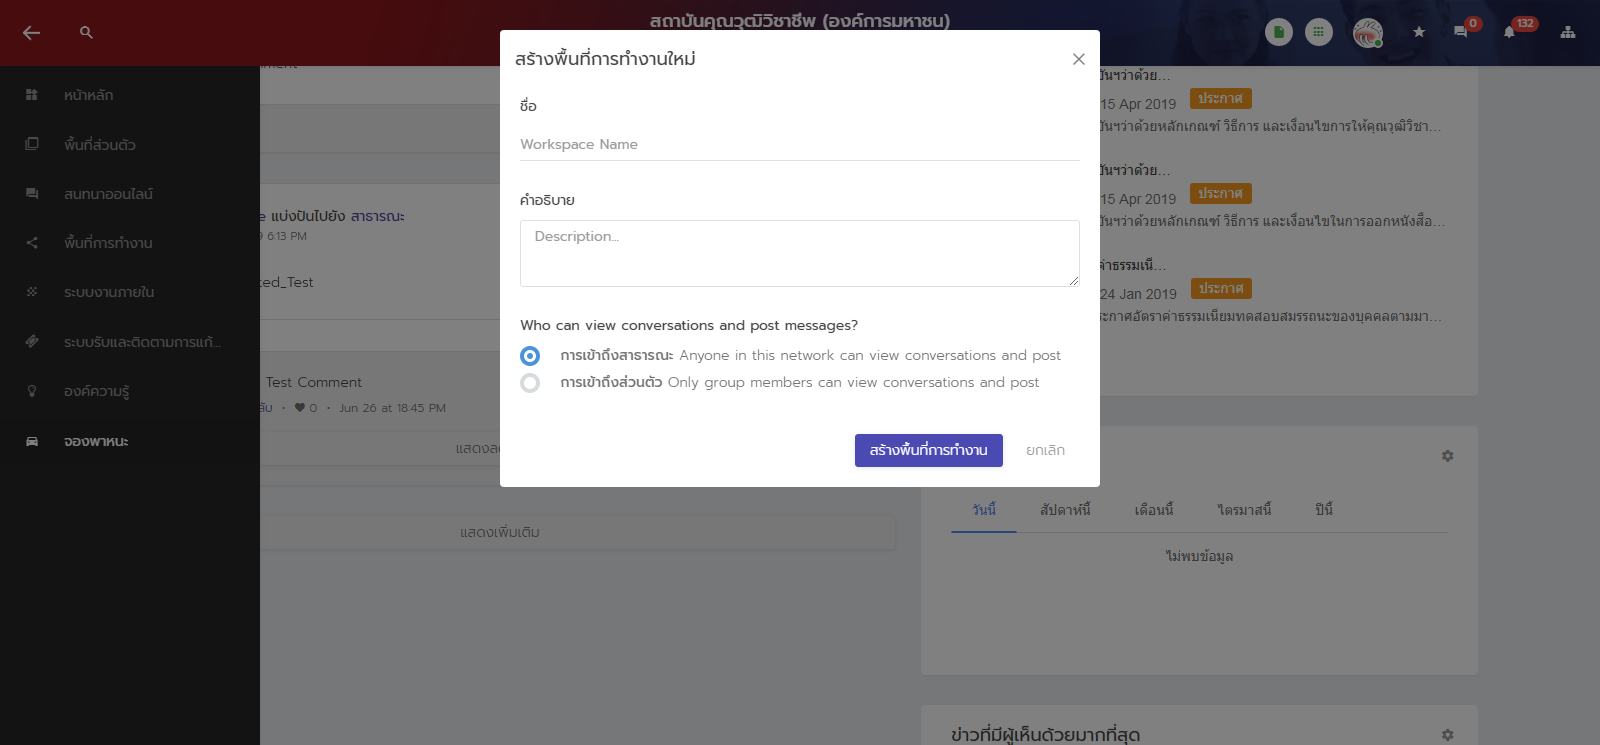 สถาบันคุณวุฒิวิชาชีพ (องค์การมหาชน)
0
132
หน้าหลัก
พื้นที่ส่วนตัว
สนทนาออนไลน์
พื้นที่การทำงาน
ระบบงานภายใน
ระบบรับและติดตามการแก้...
องค์ความรู้
จองพาหนะ
แบ่งปันไปยัง สาธารณะ
6:13 PM
ted_Test
Test Comment
0 · Jun 26 at 18:45 PM
แสดงเพิ่มเติม
สร้างพื้นที่การทำงานใหม่
ชื่อ
Workspace Name
คำอธิบาย
Description...
Who can view conversations and post messages?
การเข้าถึงสาธารณะ Anyone in this network can view conversations and post
การเข้าถึงส่วนตัว Only group members can view conversations and post
สร้างพื้นที่การทำงาน
ยกเลิก
ันฯว่าด้วย...
15 Apr 2019 ประกาศ
ันฯว่าด้วยหลักเกณฑ์ วิธีการ และเงื่อนไขการให้คุณวุฒิวิชา...
ันฯว่าด้วย...
15 Apr 2019 ประกาศ
ันฯว่าด้วยหลักเกณฑ์ วิธีการ และเงื่อนไขในการออกหนังสือ...
ค่าธรรมเนี...
24 Jan 2019 ประกาศ
ระกาศอัตราค่าธรรมเนียมทดสอบสมรรถนะของบุคคลตามมา...
วันนี้ สัปดาห์นี้ เดือนนี้ ไตรมาสนี้ ปีนี้
ไม่พบข้อมูล
ข่าวที่มีผู้เห็นด้วยมากที่สุด